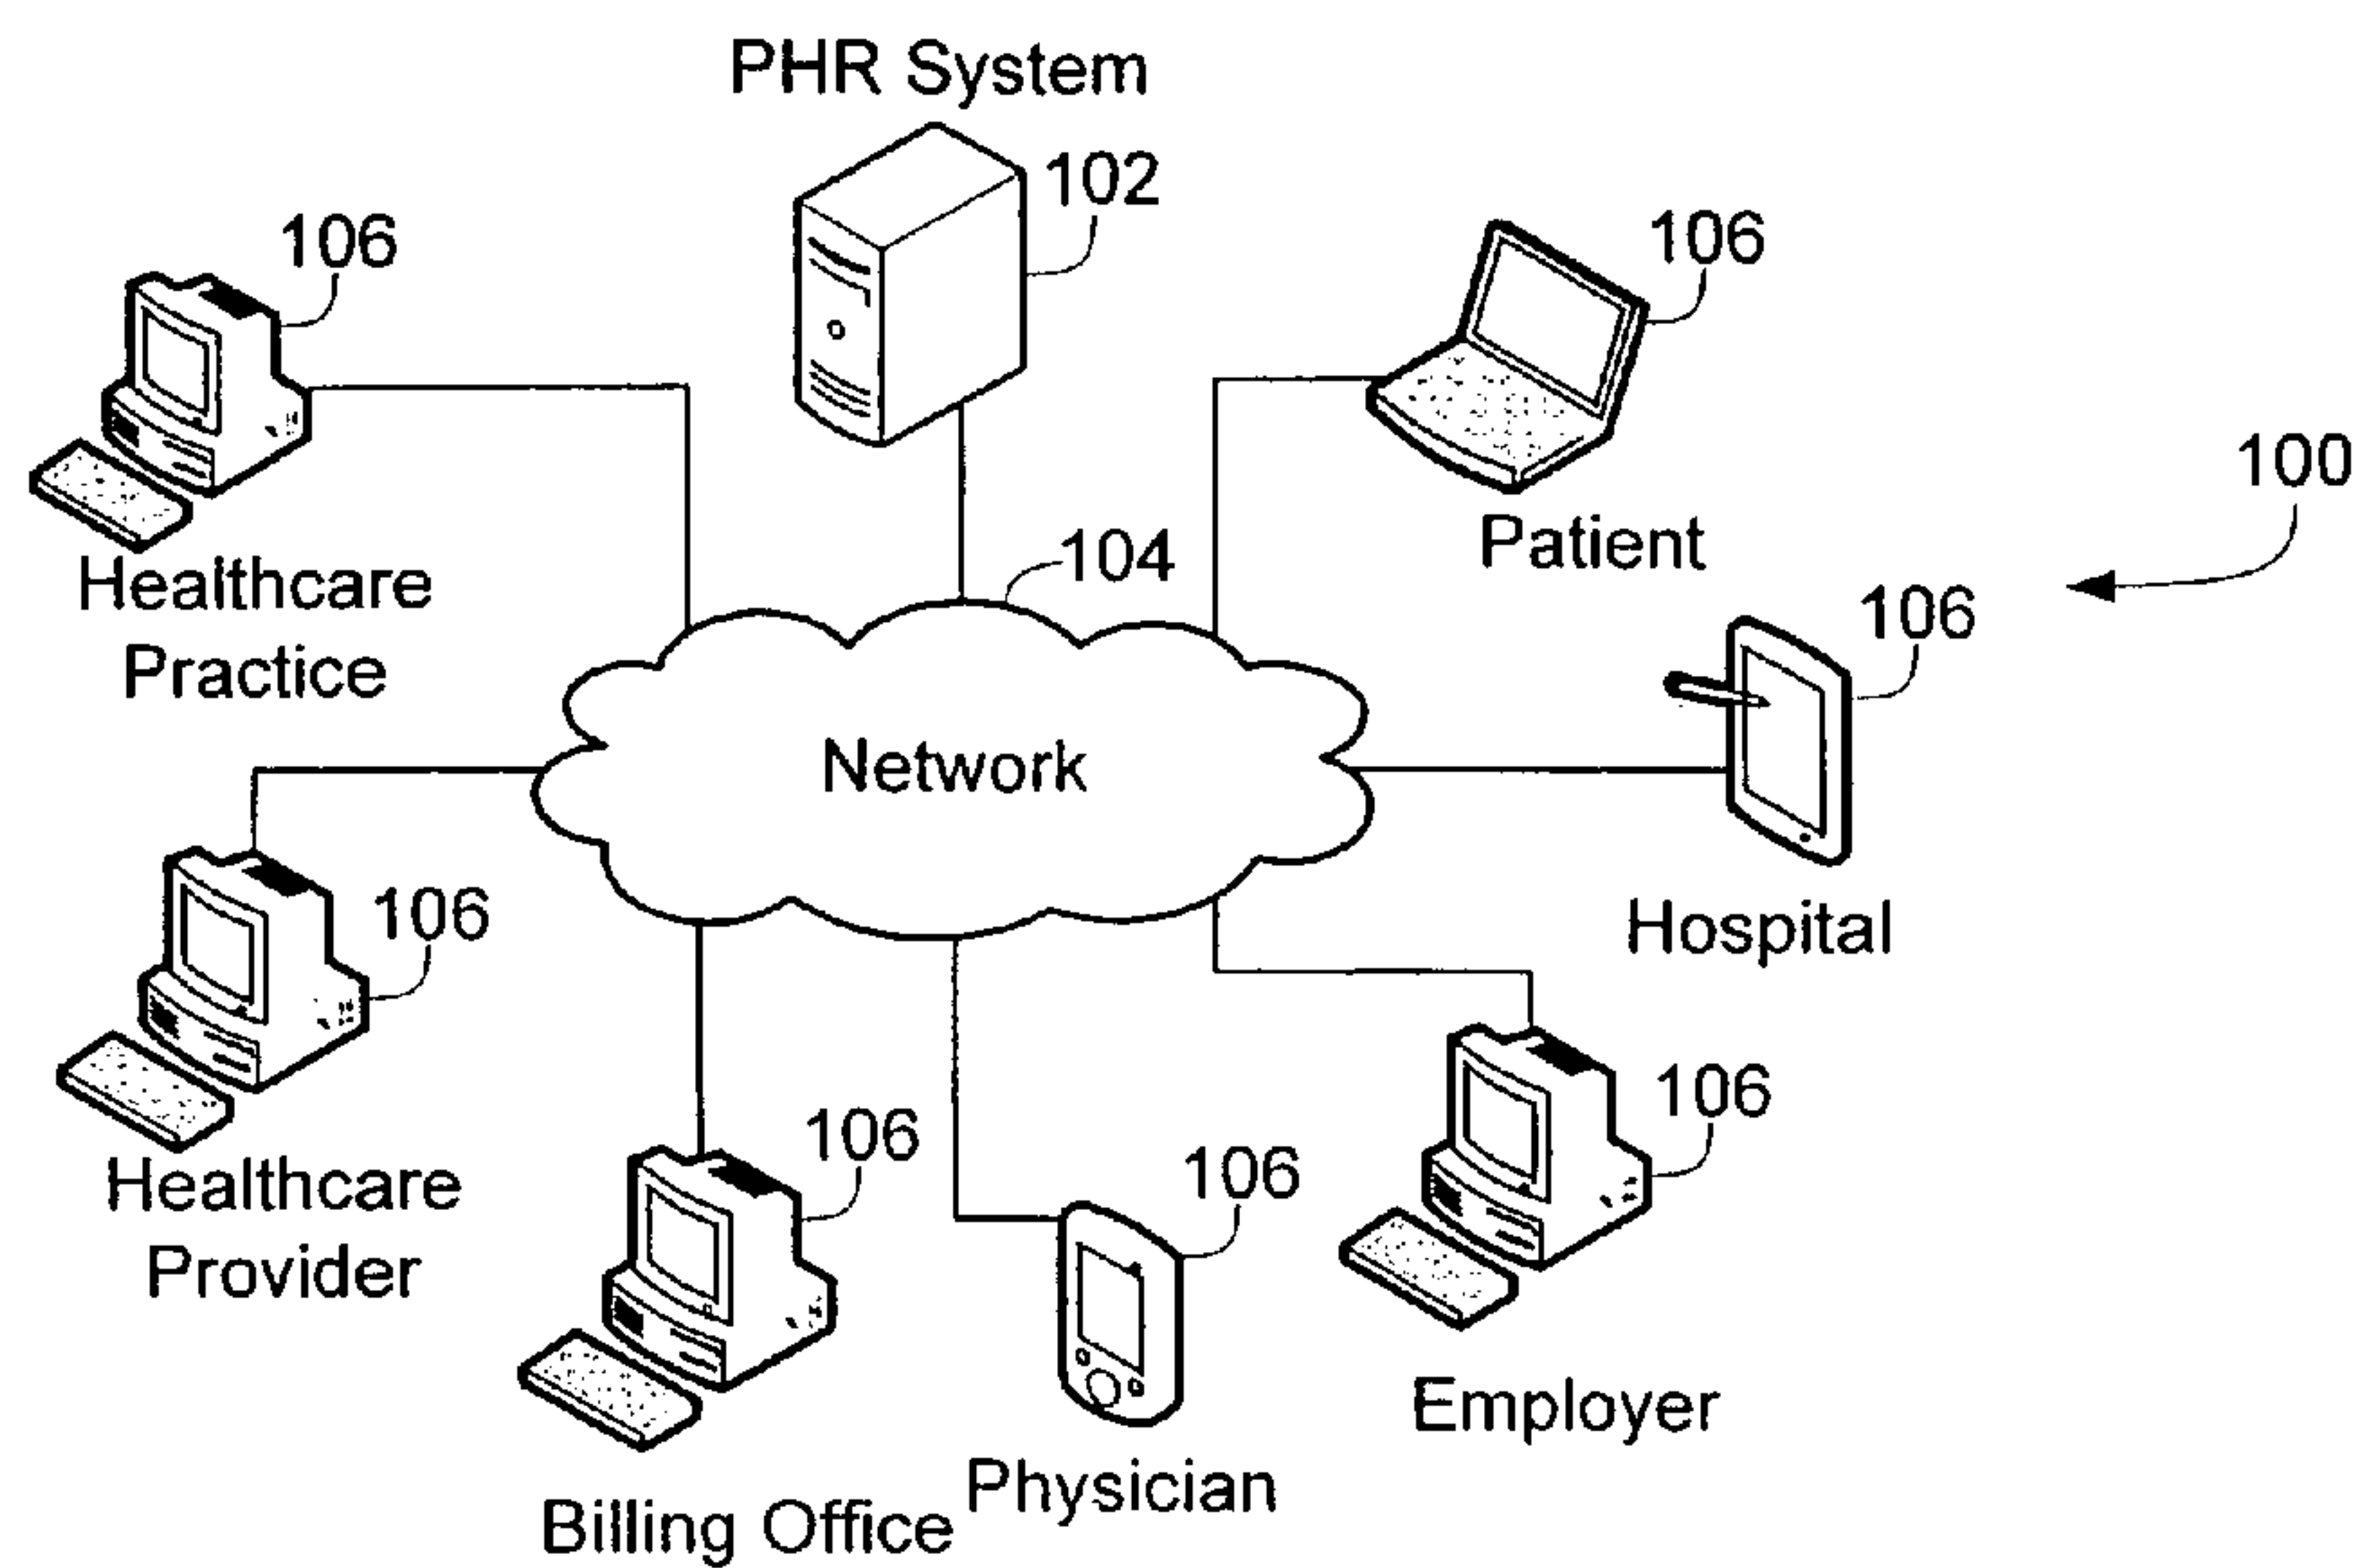 PHR System
102
106
106
100
Patient
104
Healthcare
Practice
106
Network
106
Hospital
106
106
106
Healthcare
Provider
Employer
Physician
Billing Office